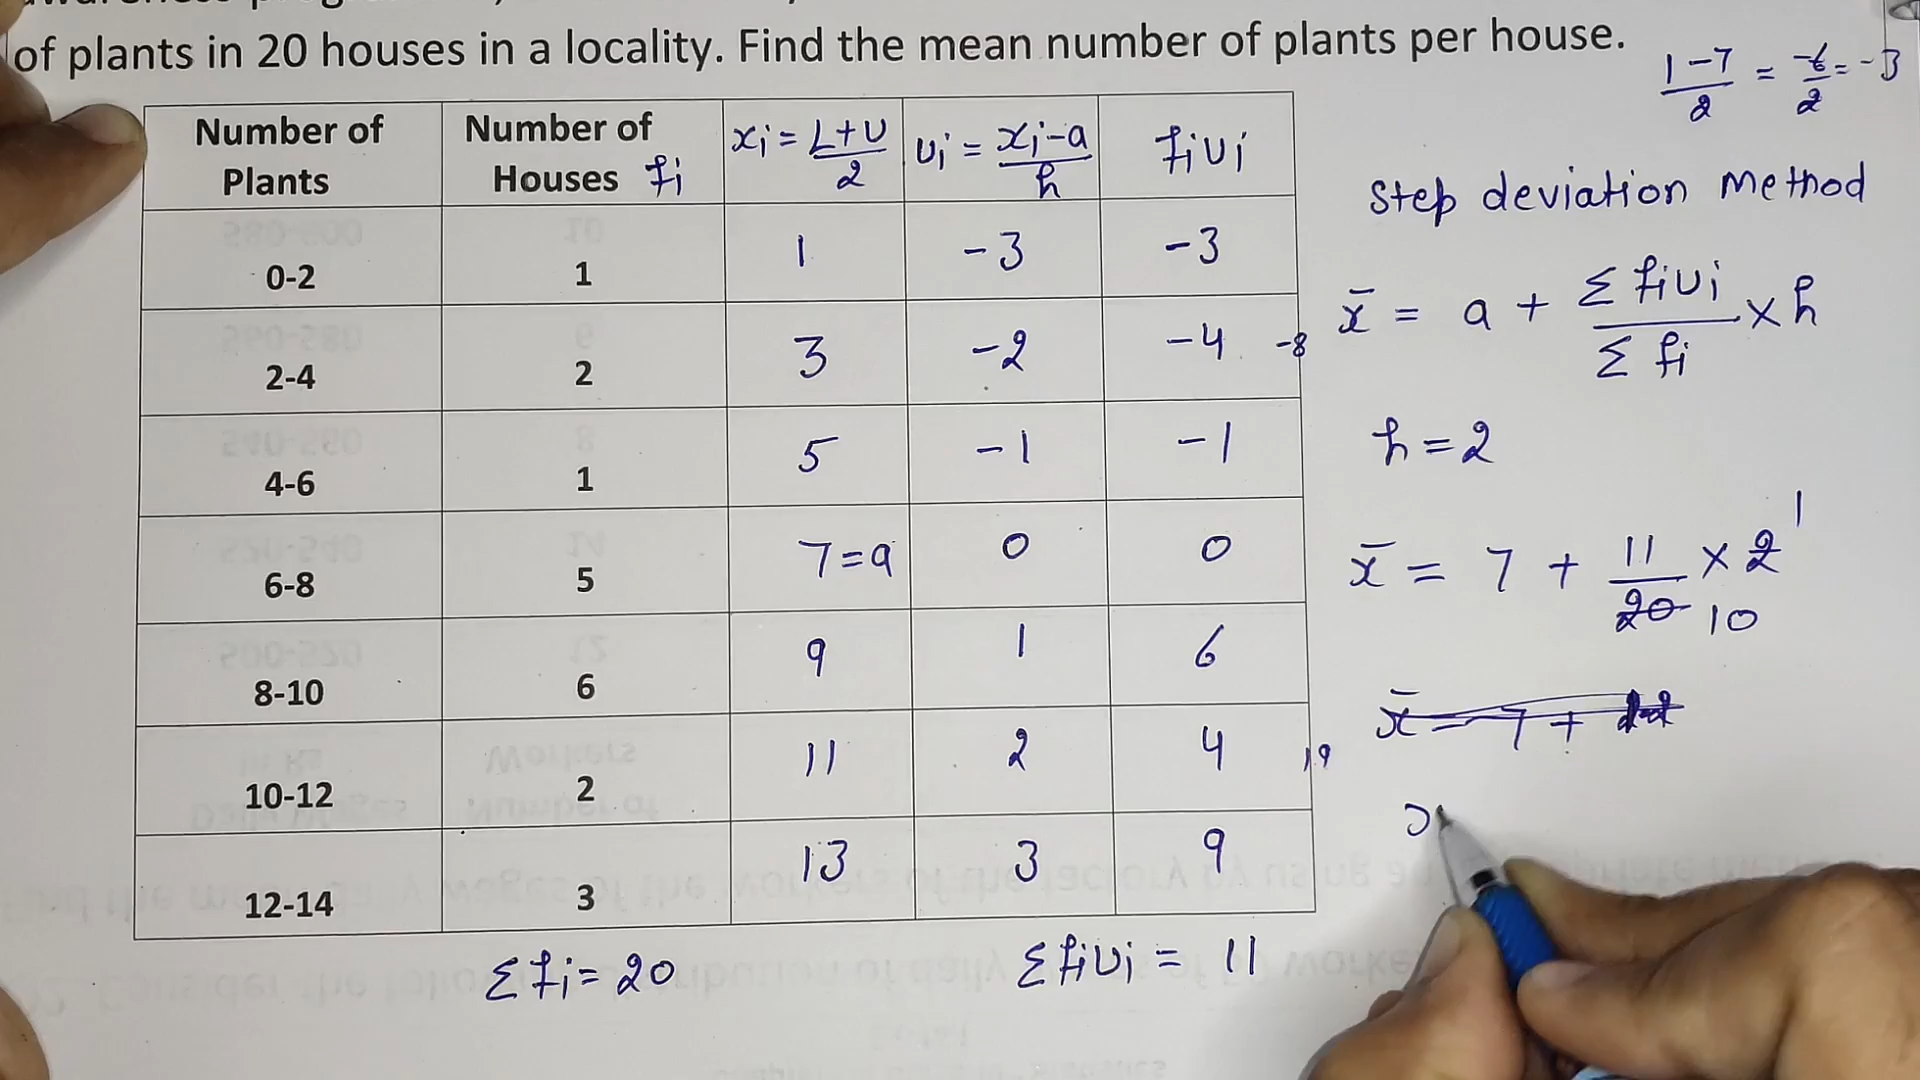 of plants in 20 houses in a locality. Find the mean number of plants per house.
1-7/2 = -6/2 = -3
Number of Plants | Number of Houses fi | xi = L+U/2 | ui = xi-a/h | fiui
0-2 | 1 | 1 | -3 | -3
2-4 | 2 | 3 | -2 | -4 -8
4-6 | 1 | 5 | -1 | -1
6-8 | 5 | 7=a | 0 | 0
8-10 | 6 | 9 | 1 | 6
10-12 | 2 | 11 | 2 | 4 19
12-14 | 3 | 13 | 3 | 9
Σfi = 20
Σfiui = 11
Step deviation Method
x̄ = a + Σfiui/Σfi × h
h = 2
x̄ = 7 + 11/20 × 2 1
10
x̄ = 7 +